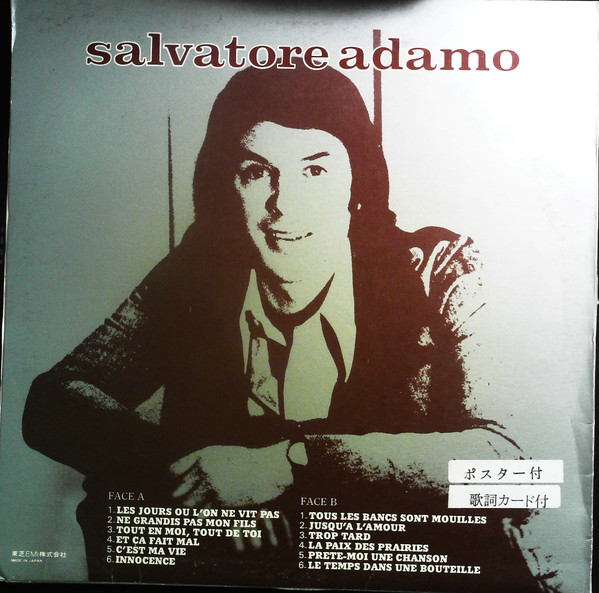 salvatore adamo
ポスター付
歌詞カード付
FACE A
1. LES JOURS OU L'ON NE VIT PAS
2. NE GRANDIS PAS MON FILS
3. TOUT EN MOI, TOUT DE TOI
4. ET ÇA FAIT MAL
5. C'EST MA VIE
6. INNOCENCE
FACE B
1. TOUS LES BANCS SONT MOUILLES
2. JUSQU'A L'AMOUR
3. TROP TARD
4. LA PAIX DES PRAIRIES
5. PRETE-MOI UNE CHANSON
6. LE TEMPS DANS UNE BOUTEILLE
東芝EMI株式会社
MADE IN JAPAN